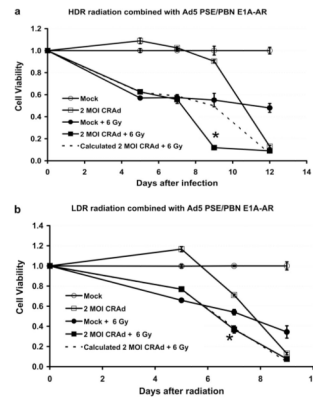 a
HDR radiation combined with Ad5 PSE/PBN E1A-AR
1.2
1.0
0.8
0.6
0.4
0.2
0.0
Cell Viability
Mock
2 MOI CRAd
Mock + 6 Gy
2 MOI CRAd + 6 Gy
Calculated 2 MOI CRAd + 6 Gy
*
0 2 4 6 8 10 12 14
Days after infection
b
LDR radiation combined with Ad5 PSE/PBN E1A-AR
1.4
1.2
1.0
0.8
0.6
0.4
0.2
0.0
Cell Viability
Mock
2 MOI CRAd
Mock + 6 Gy
2 MOI CRAd + 6 Gy
Calculated 2 MOI CRAd + 6 Gy
*
0 2 4 6 8 10
Days after radiation